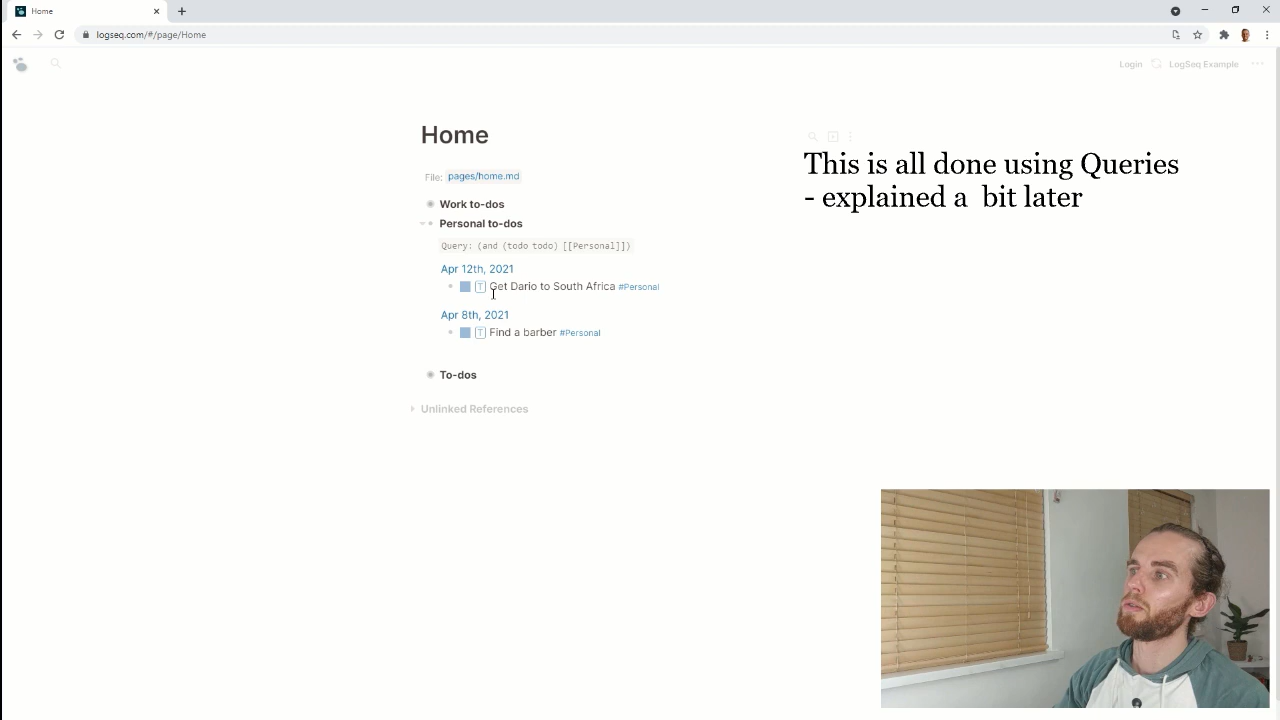 Home
logseq.com/#/page/Home
Login
LogSeq Example
Home
File: pages/home.md
This is all done using Queries
- explained a bit later
Work to-dos
Personal to-dos
Query: (and (todo todo) [[Personal]])
Apr 12th, 2021
T Get Dario to South Africa #Personal
Apr 8th, 2021
T Find a barber #Personal
To-dos
Unlinked References